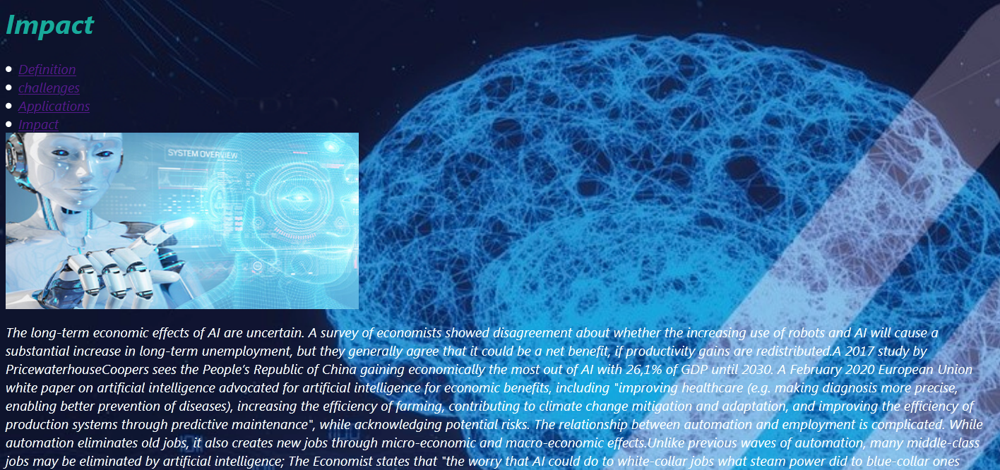 Impact
Definition
challenges
Applications
Impact
SYSTEM OVERVIEW
The long-term economic effects of AI are uncertain. A survey of economists showed disagreement about whether the increasing use of robots and AI will cause a
substantial increase in long-term unemployment, but they generally agree that it could be a net benefit, if productivity gains are redistributed.A 2017 study by
PricewaterhouseCoopers sees the People's Republic of China gaining economically the most out of AI with 26,1% of GDP until 2030. A February 2020 European Union
white paper on artificial intelligence advocated for artificial intelligence for economic benefits, including "improving healthcare (e.g. making diagnosis more precise,
enabling better prevention of diseases), increasing the efficiency of farming, contributing to climate change mitigation and adaptation, and improving the efficiency of
production systems through predictive maintenance", while acknowledging potential risks. The relationship between automation and employment is complicated. While
automation eliminates old jobs, it also creates new jobs through micro-economic and macro-economic effects.Unlike previous waves of automation, many middle-class
jobs may be eliminated by artificial intelligence; The Economist states that "the worry that AI could do to white-collar jobs what steam power did to blue-collar ones